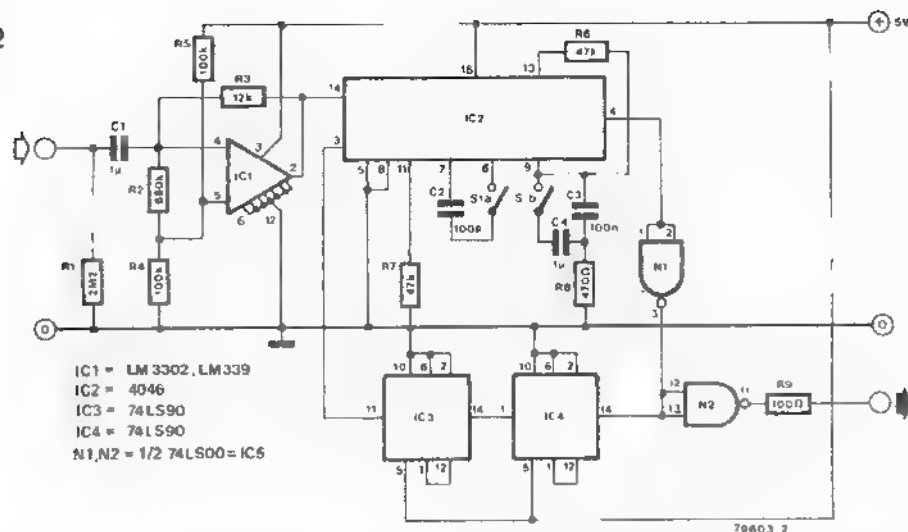 2
R5
100k
R3
12k
C1
1µ
R2
680k
R1
2M2
R4
100k
4
3
IC1
2
5
6
12
14
3
16
13
IC2
4
5
8
11
7
6
9
R6
47k
C2
100p
S1a
S b
C3
100n
C4
1µ
R7
47k
R8
470Ω
1
2
N1
3
5V
0
0
IC1 = LM3302, LM339
IC2 = 4046
IC3 = 74LS90
IC4 = 74LS90
N1,N2 = 1/2 74LS00 = IC5
10
6
2
11
IC3
14
5
1
12
10
6
2
1
IC4
14
5
1
12
12
13
N2
11
R9
100Ω
79603 2